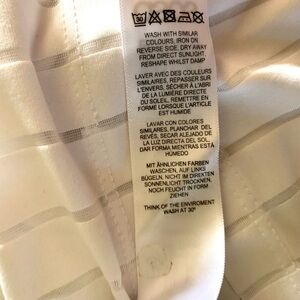 WASH WITH SIMILAR
COLOURS, IRON ON
REVERSE SIDE, DRY AWAY
FROM DIRECT SUNLIGHT,
RESHAPE WHILST DAMP
LAVER AVEC DES COULEURS
SIMILAIRES, REPASSER SUR
L'ENVERS, SÉCHER À L'ABRI
DE LA LUMIÈRE DIRECTE
DU SOLEIL, REMETTRE EN
FORME LORSQUE L'ARTICLE
EST HUMIDE
LAVAR CON COLORES
SIMILARES, PLANCHAR DEL
REVÉS, SECAR ALEJADO DE
LA LUZ DIRECTA DEL SOL,
DAR FORMA MIENTRAS ESTÁ
HÚMEDO
MIT ÄHNLICHEN FARBEN
WASCHEN, AUF LINKS
BÜGELN, NICHT IM DIREKTEN
SONNENLICHT TROCKNEN,
NOCH FEUCHT IN FORM
ZIEHEN
THINK OF THE ENVIROMENT
WASH AT 30°